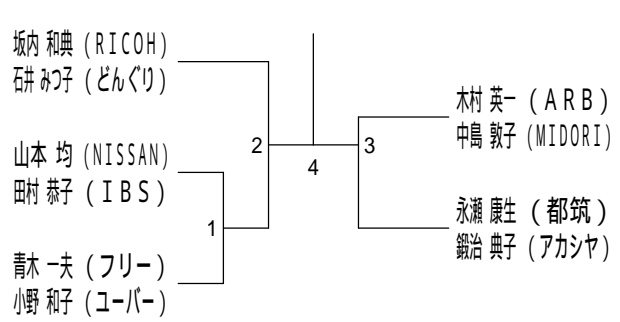 坂内 和典 (RICOH)
石井 みつ子 (どんぐり)
山本 均 (NISSAN)
田村 恭子 (IBS)
青木 一夫 (フリー)
小野 和子 (ユーバー)
1
2
4
3
木村 英一 (ARB)
中島 敦子 (MIDORI)
永瀬 康生 (都筑)
鍛治 典子 (アカシヤ)